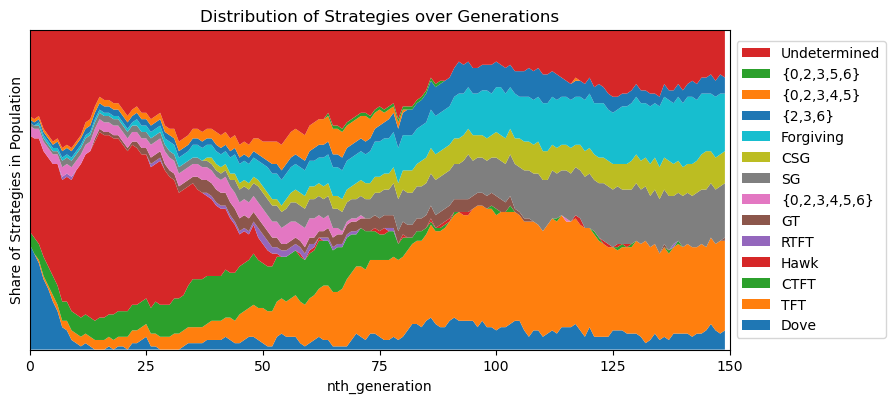 Distribution of Strategies over Generations
Share of Strategies in Population
Undetermined
{0,2,3,5,6}
{0,2,3,4,5}
{2,3,6}
Forgiving
CSG
SG
{0,2,3,4,5,6}
GT
RTFT
Hawk
CTFT
TFT
Dove
0 25 50 75 100 125 150
nth_generation